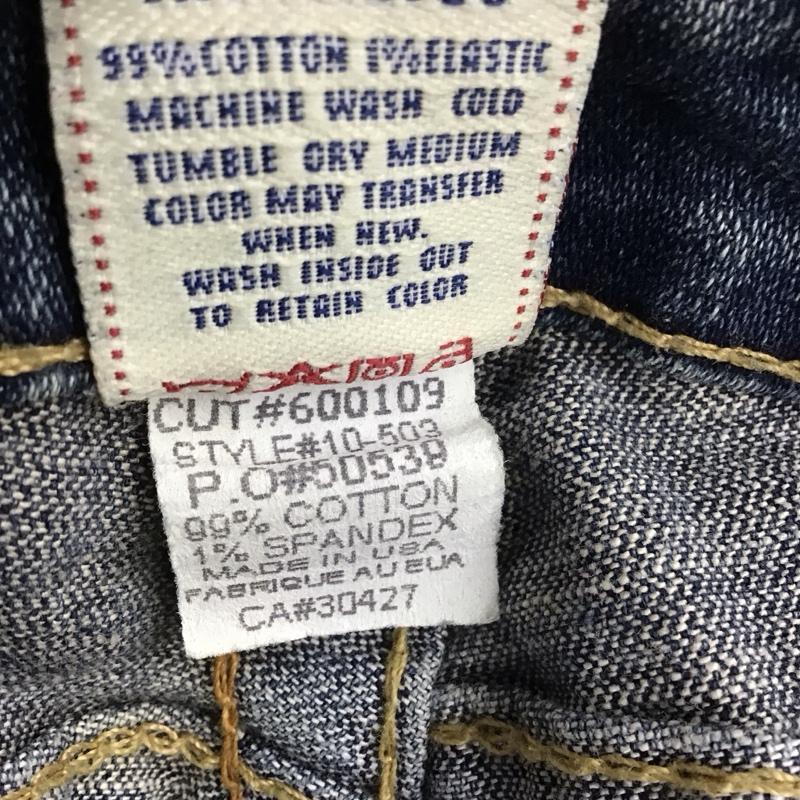 99%COTTON 1%ELASTIC
MACHINE WASH COLD
TUMBLE DRY MEDIUM
COLOR MAY TRANSFER
WHEN NEW.
WASH INSIDE OUT
TO RETAIN COLOR
CUT#600109
STYLE#10-503
P.O#50539
99% COTTON
1% SPANDEX
MADE IN USA
FABRIQUE AU EUA
CA#30427